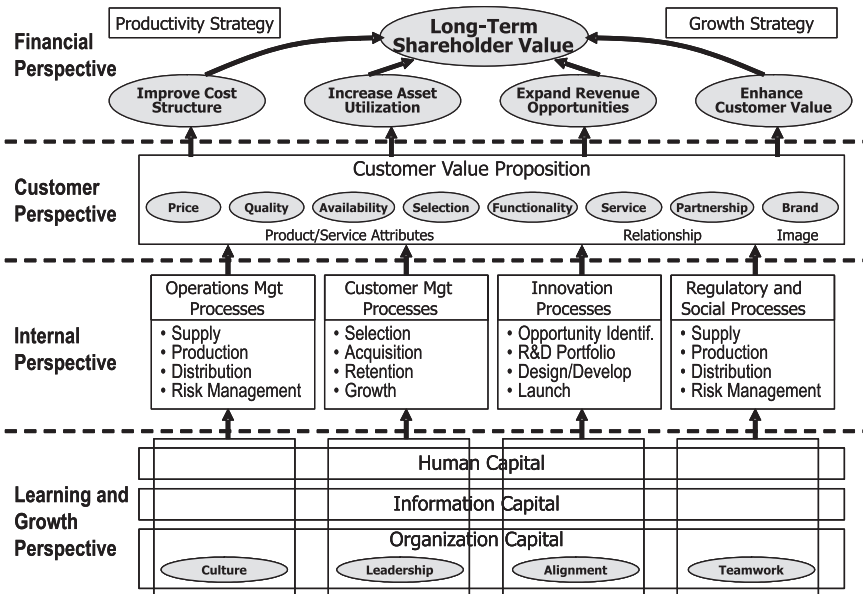 Financial
Perspective
Productivity Strategy
Long-Term
Shareholder Value
Growth Strategy
Improve Cost
Structure
Increase Asset
Utilization
Expand Revenue
Opportunities
Enhance
Customer Value
Customer
Perspective
Customer Value Proposition
Price
Quality
Availability
Selection
Functionality
Service
Partnership
Brand
Product/Service Attributes
Relationship
Image
Internal
Perspective
Operations Mgt
Processes
• Supply
• Production
• Distribution
• Risk Management
Customer Mgt
Processes
• Selection
• Acquisition
• Retention
• Growth
Innovation
Processes
• Opportunity Identif.
• R&D Portfolio
• Design/Develop
• Launch
Regulatory and
Social Processes
• Supply
• Production
• Distribution
• Risk Management
Learning and
Growth
Perspective
Human Capital
Information Capital
Organization Capital
Culture
Leadership
Alignment
Teamwork